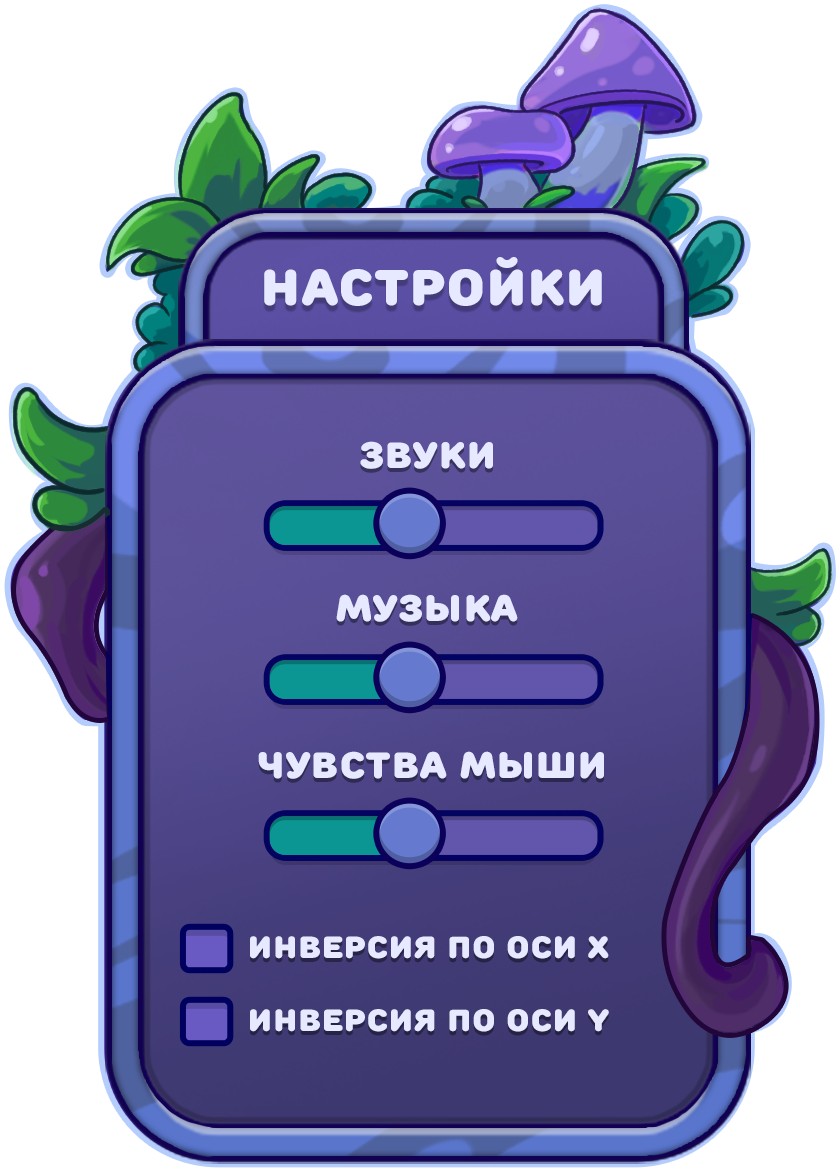 НАСТРОЙКИ
ЗВУКИ
МУЗЫКА
ЧУВСТВА МЫШИ
ИНВЕРСИЯ ПО ОСИ X
ИНВЕРСИЯ ПО ОСИ Y